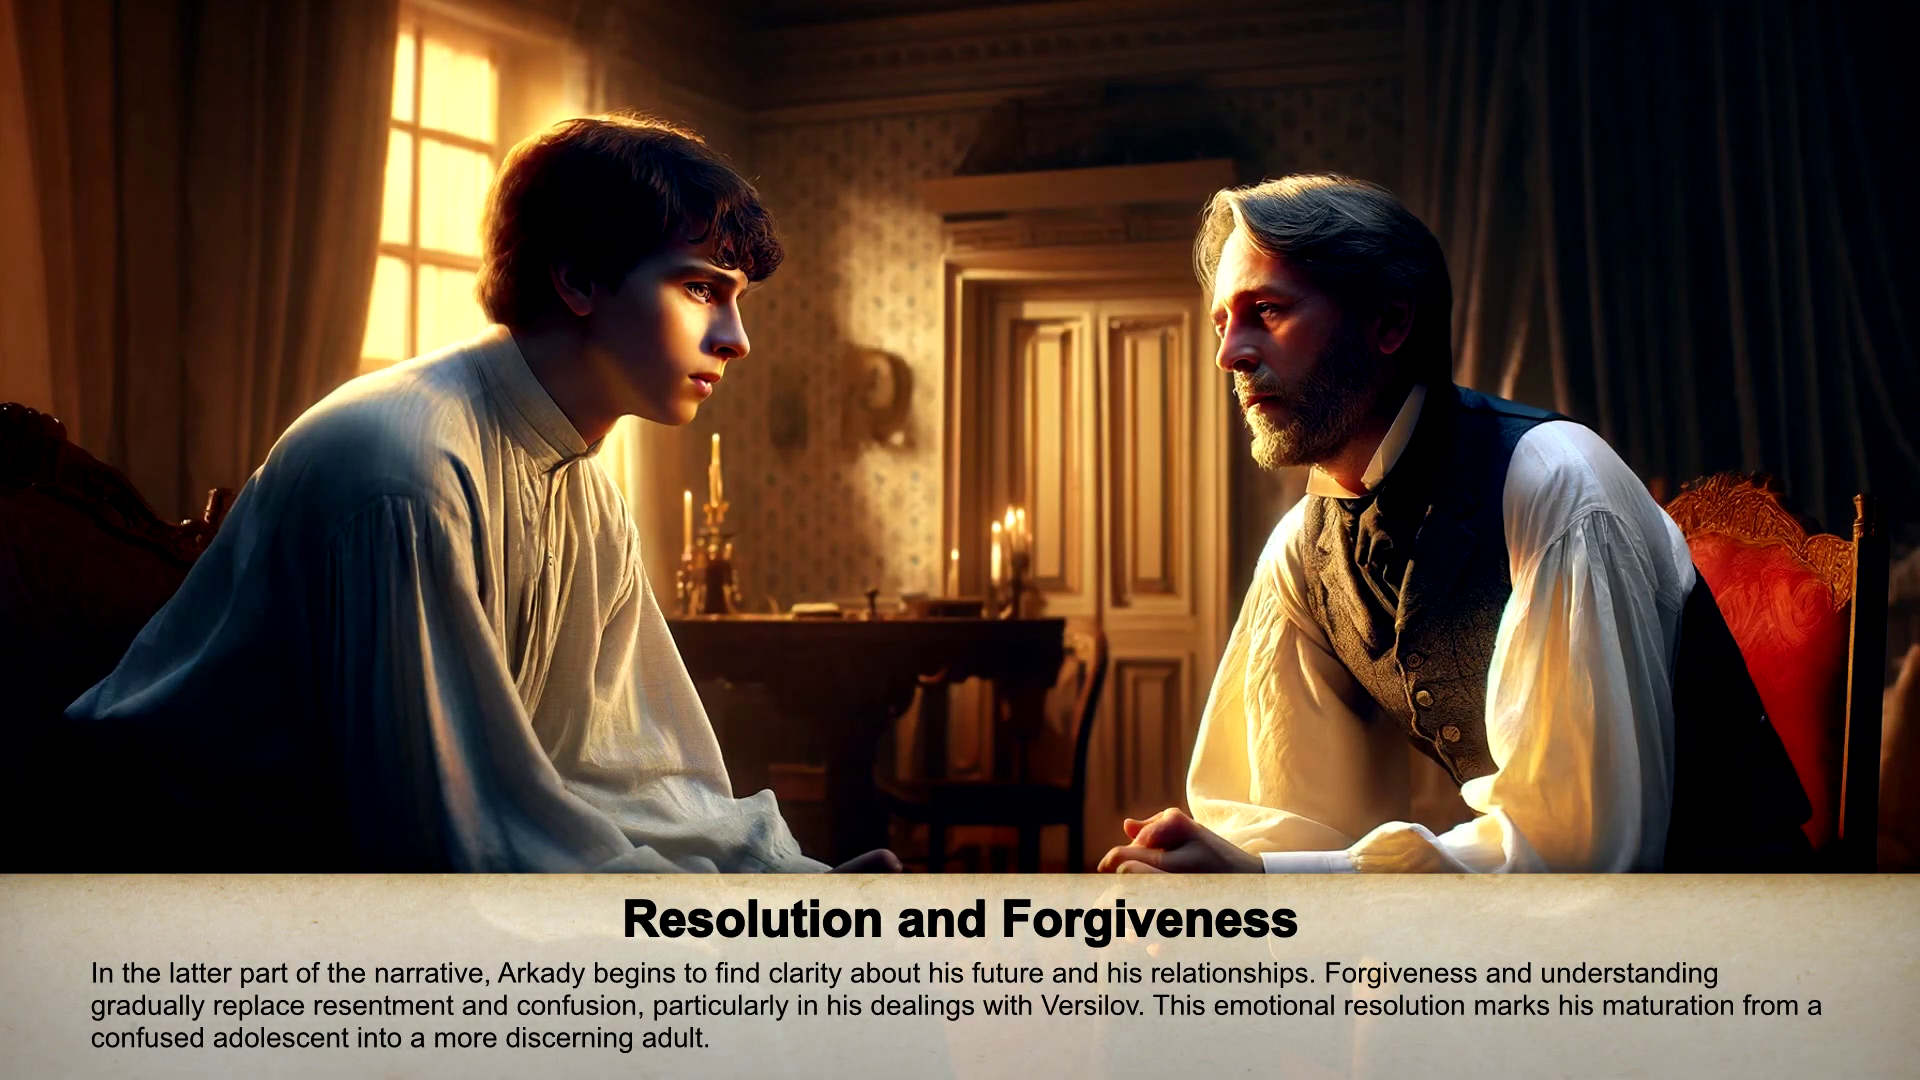 Resolution and Forgiveness
In the latter part of the narrative, Arkady begins to find clarity about his future and his relationships. Forgiveness and understanding
gradually replace resentment and confusion, particularly in his dealings with Versilov. This emotional resolution marks his maturation from a
confused adolescent into a more discerning adult.